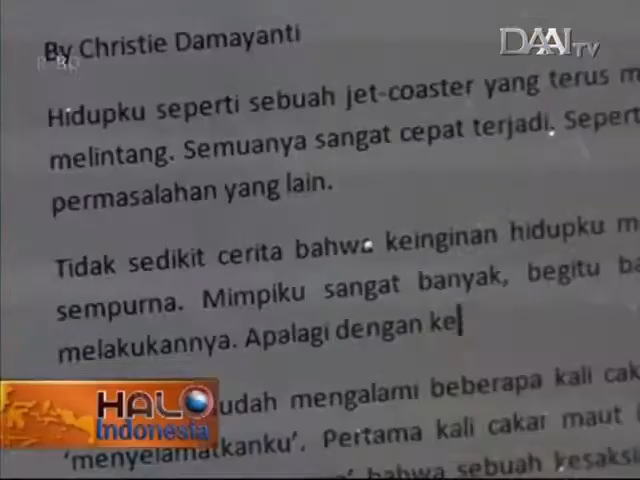 DAAI TV
By Christie Damayanti
Hidupku seperti sebuah jet-coaster yang terus
melintang. Semuanya sangat cepat terjadi. Sepert
permasalahan yang lain.
Tidak sedikit cerita bahwa keinginan hidupku
sempurna. Mimpiku sangat banyak, begitu
melakukannya. Apalagi dengan ke
HALO
Indonesia
udah mengalami beberapa kali cak
'menyelamatkanku'. Pertama kali cakar maut
bahwa sebuah kesaksi